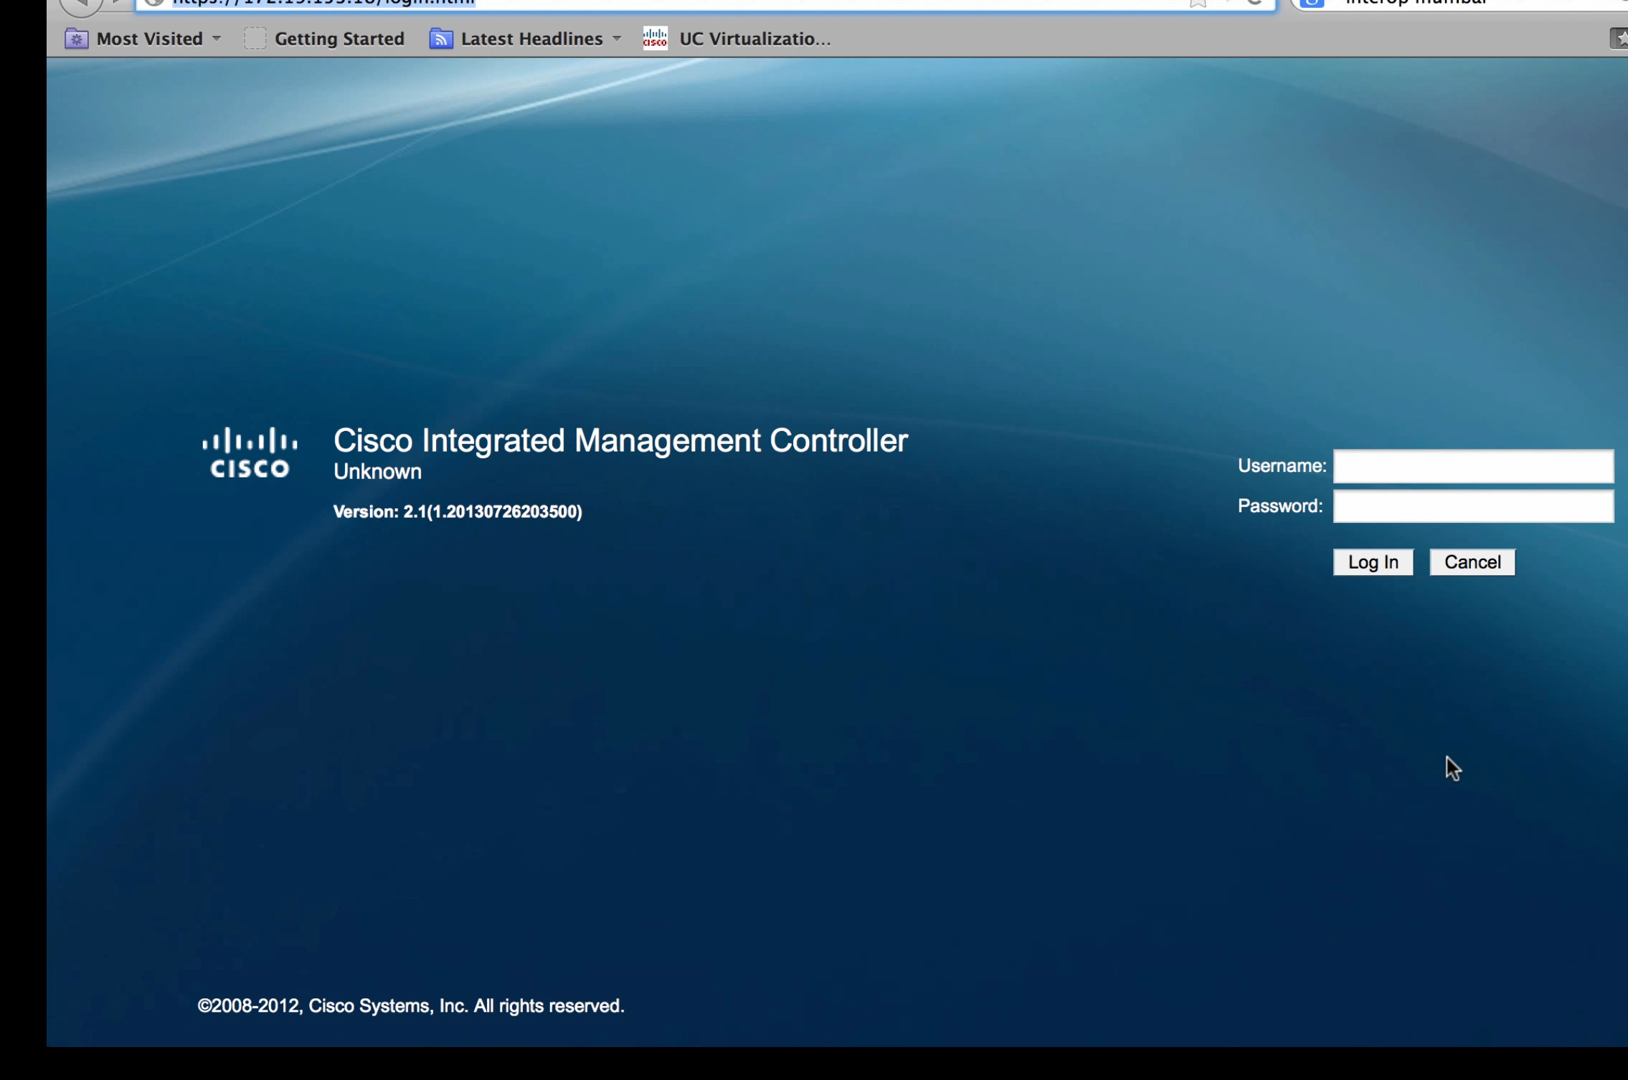 Most Visited
Getting Started
Latest Headlines
UC Virtualizatio...
CISCO
Cisco Integrated Management Controller
Unknown
Version: 2.1(1.20130726203500)
Username:
Password:
Log In
Cancel
©2008-2012, Cisco Systems, Inc. All rights reserved.